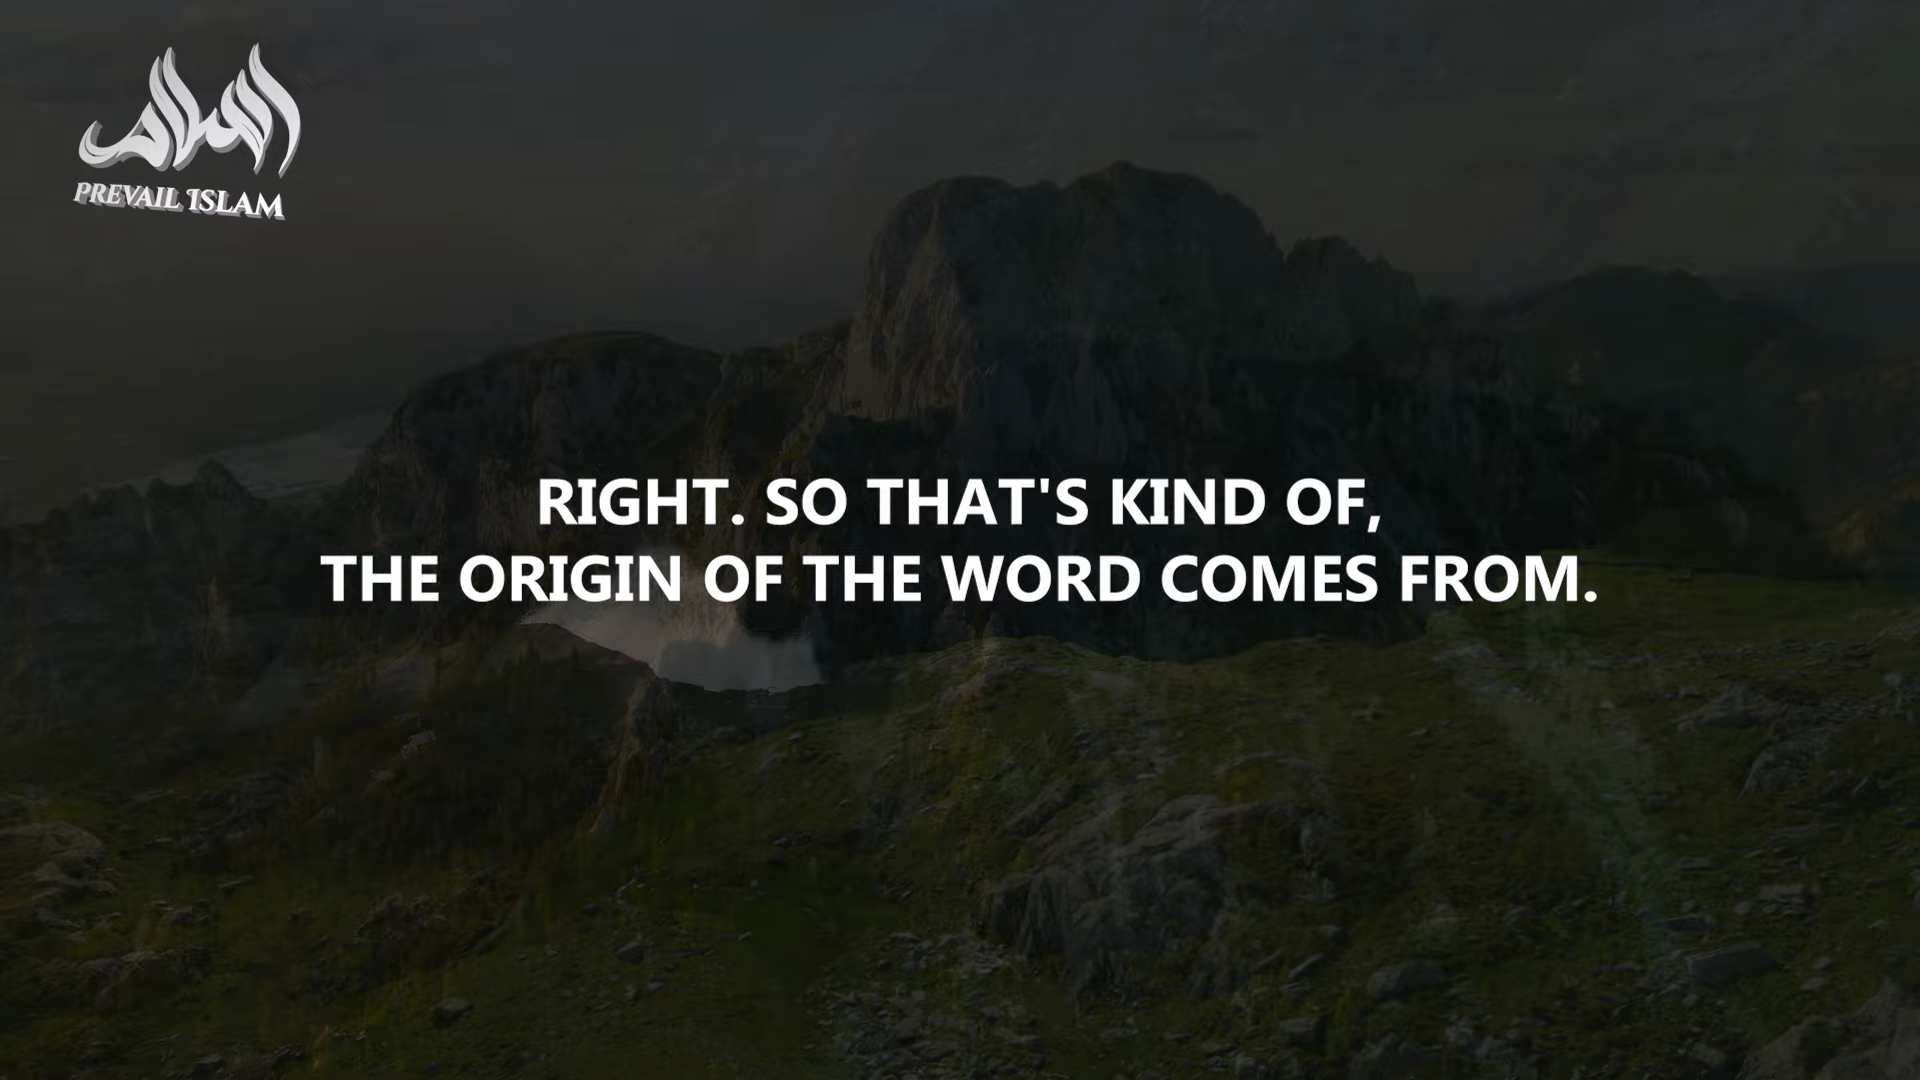 PREVAIL ISLAM
RIGHT. SO THAT'S KIND OF,
THE ORIGIN OF THE WORD COMES FROM.